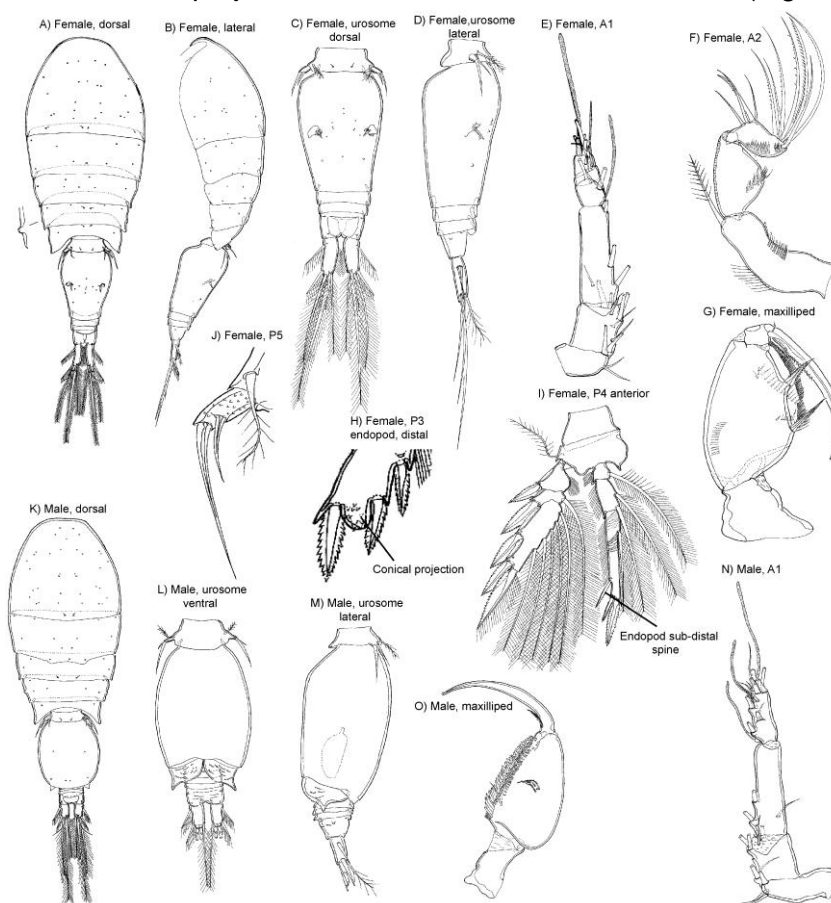 A) Female, dorsal
B) Female, lateral
C) Female, urosome
dorsal
D) Female,urosome
lateral
E) Female, A1
F) Female, A2
G) Female, maxilliped
J) Female, P5
H) Female, P3
endopod, distal
Conical projection
I) Female, P4 anterior
Endopod sub-distal
spine
K) Male, dorsal
L) Male, urosome
ventral
M) Male, urosome
lateral
O) Male, maxilliped
N) Male, A1